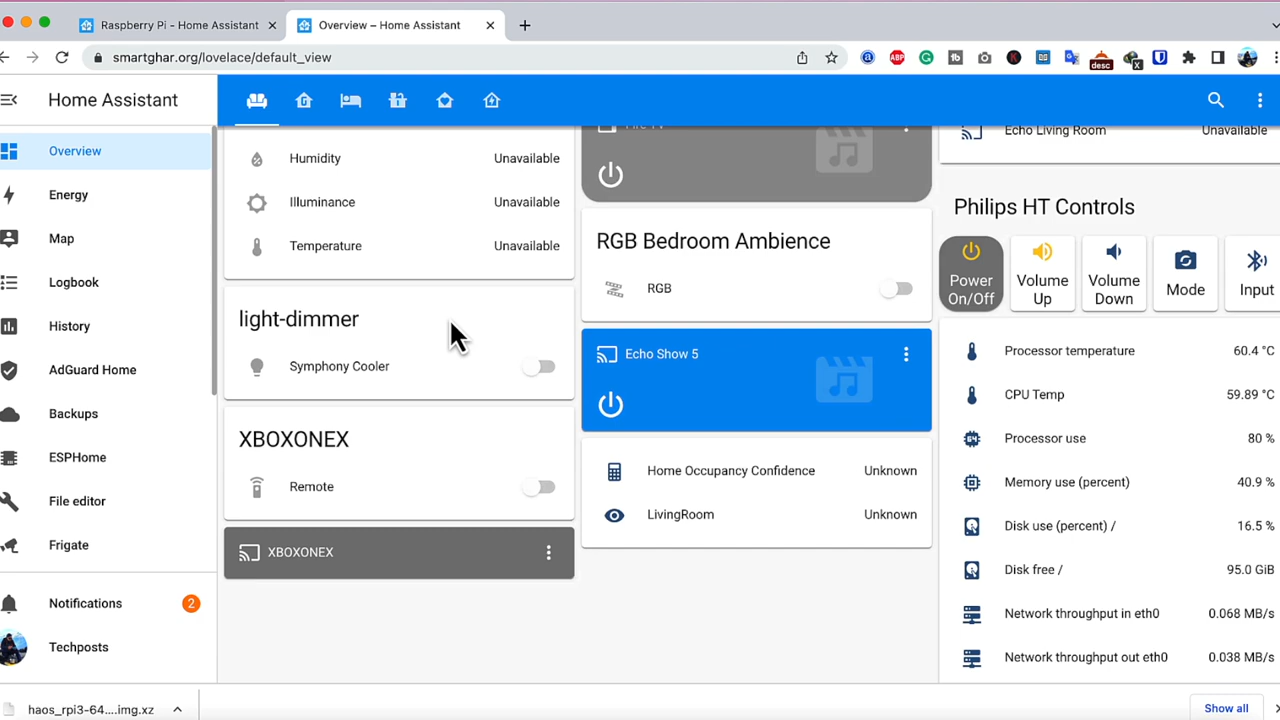 Raspberry Pi - Home Assistant
Overview – Home Assistant
smartghar.org/lovelace/default_view
ABP
desc
X
Home Assistant
Overview
Energy
Map
Logbook
History
AdGuard Home
Backups
ESPHome
File editor
Frigate
Notifications
2
Techposts
Humidity Unavailable
Illuminance Unavailable
Temperature Unavailable
light-dimmer
Symphony Cooler
XBOXONEX
Remote
XBOXONEX
Fire TV
RGB Bedroom Ambience
RGB
Echo Show 5
Home Occupancy Confidence Unknown
LivingRoom Unknown
Echo Living Room Unavailable
Philips HT Controls
Power On/Off
Volume Up
Volume Down
Mode
Input
Processor temperature 60.4 °C
CPU Temp 59.89 °C
Processor use 80 %
Memory use (percent) 40.9 %
Disk use (percent) / 16.5 %
Disk free / 95.0 GiB
Network throughput in eth0 0.068 MB/s
Network throughput out eth0 0.038 MB/s
haos_rpi3-64....img.xz
Show all